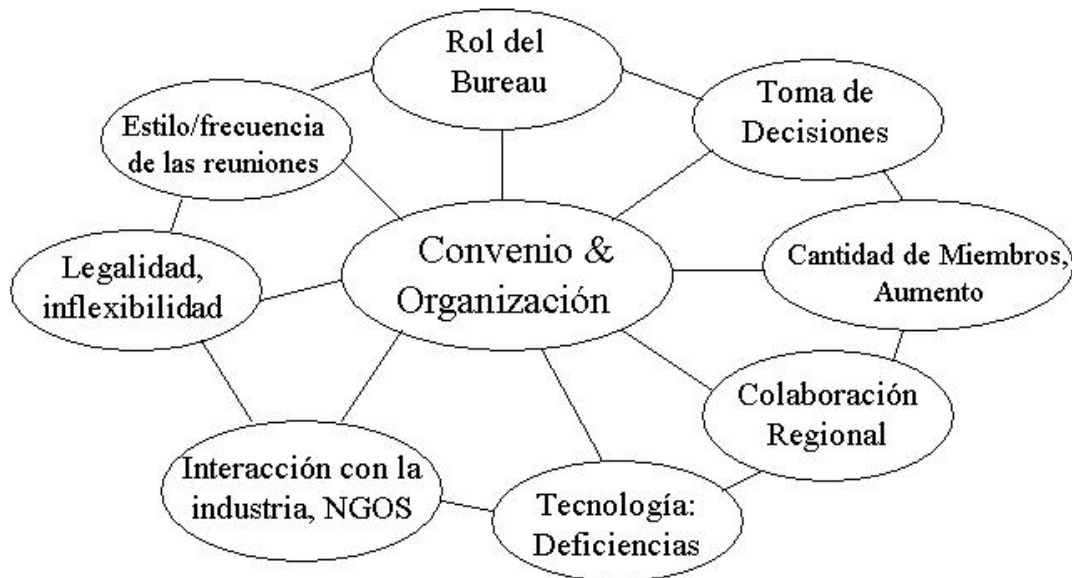 Rol del
Bureau
Toma de
Decisiones
Estilo/frecuencia
de las reuniones
Convenio &
Organización
Cantidad de Miembros,
Aumento
Legalidad,
inflexibilidad
Colaboración
Regional
Interacción con la
industria, NGOS
Tecnología:
Deficiencias